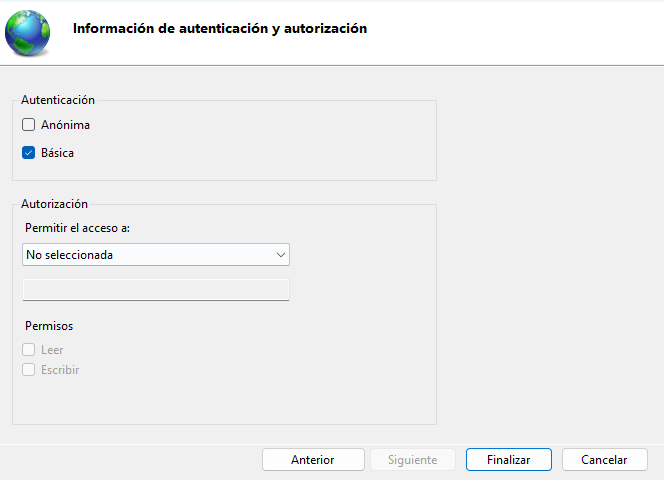 Información de autenticación y autorización
Autenticación
Anónima
Básica
Autorización
Permitir el acceso a:
No seleccionada
Permisos
Leer
Escribir
Anterior
Siguiente
Finalizar
Cancelar